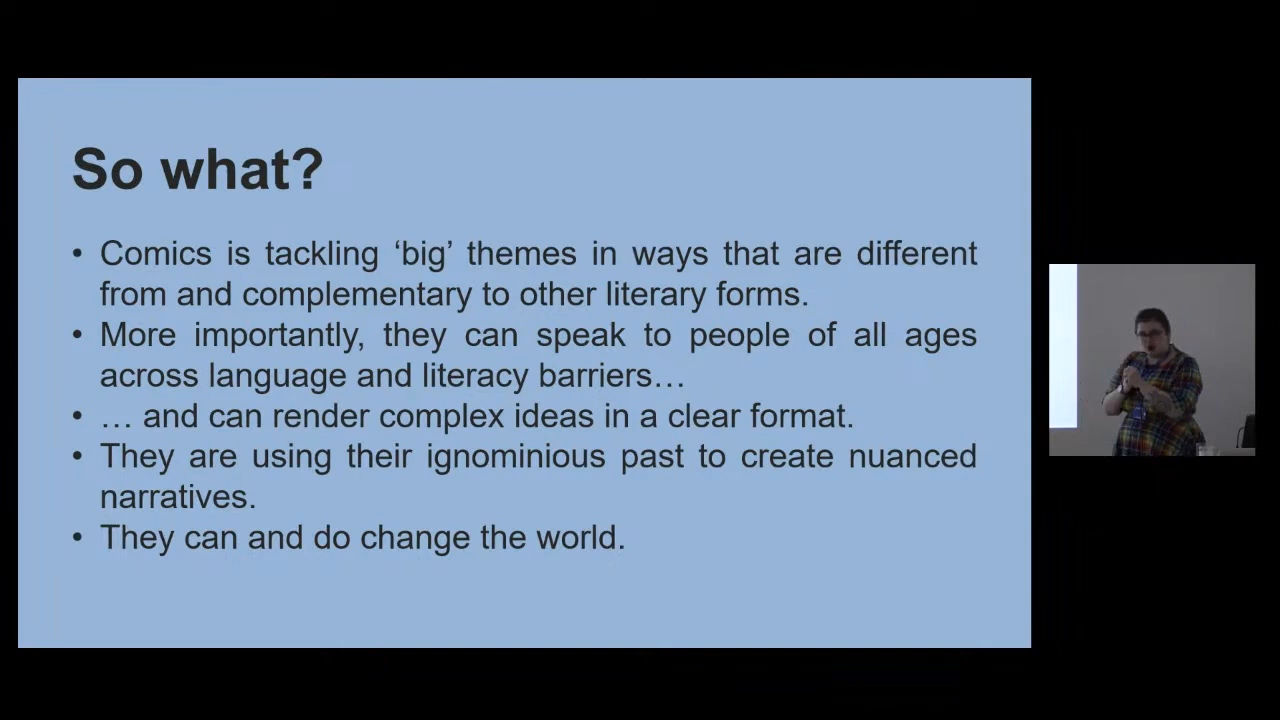 So what?
• Comics is tackling ‘big’ themes in ways that are different
from and complementary to other literary forms.
• More importantly, they can speak to people of all ages
across language and literacy barriers…
• … and can render complex ideas in a clear format.
• They are using their ignominious past to create nuanced
narratives.
• They can and do change the world.